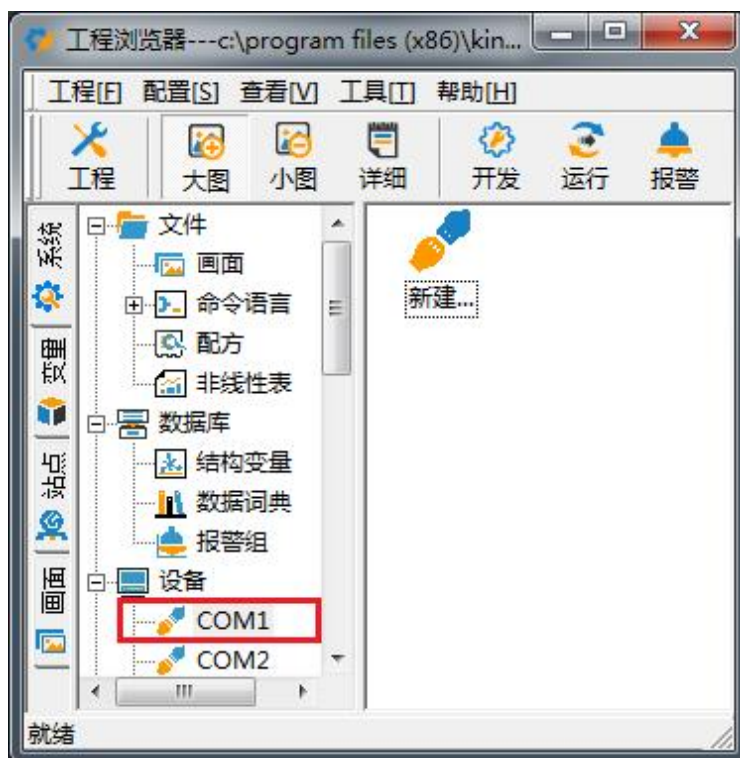 工程浏览器---c:\program files (x86)\kin...
工程[F] 配置[S] 查看[V] 工具[T] 帮助[H]
工程 大图 小图 详细 开发 运行 报警
系统
变量
站点
画面
文件
画面
命令语言
配方
非线性表
数据库
结构变量
数据词典
报警组
设备
COM1
COM2
新建...
就绪